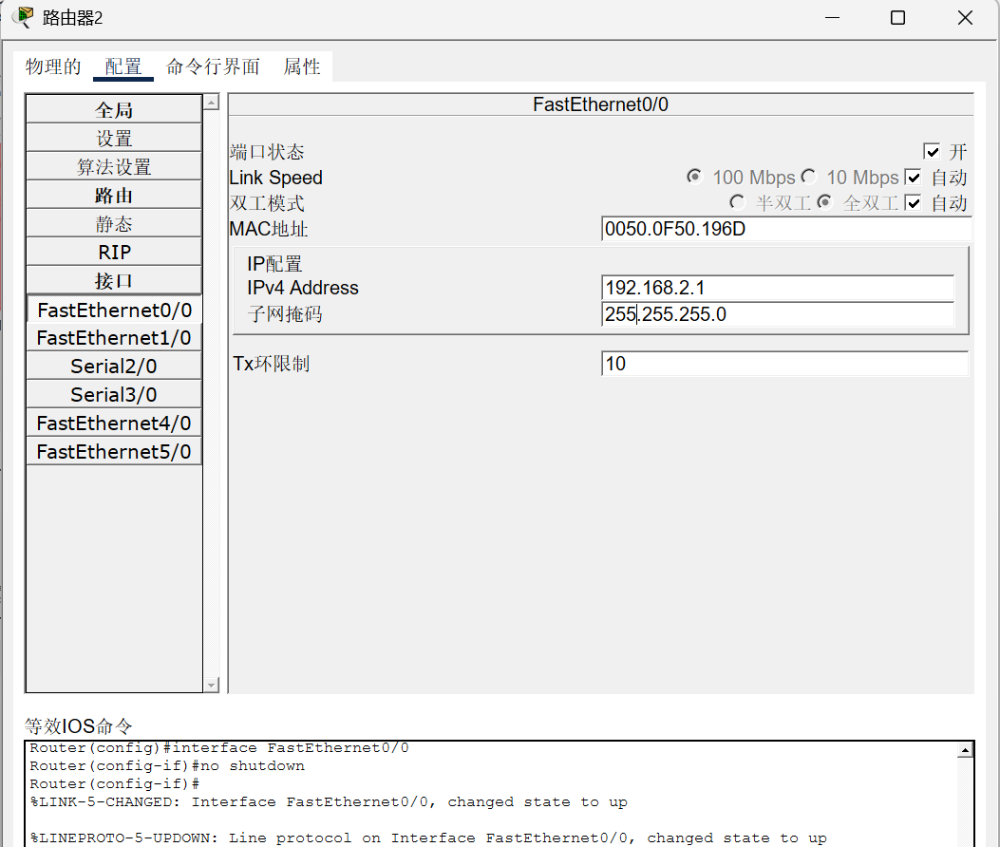 路由器2
物理的 配置 命令行界面 属性
全局
设置
算法设置
路由
静态
RIP
接口
FastEthernet0/0
FastEthernet1/0
Serial2/0
Serial3/0
FastEthernet4/0
FastEthernet5/0
FastEthernet0/0
端口状态 开
Link Speed 100 Mbps 10 Mbps 自动
双工模式 半双工 全双工 自动
MAC地址 0050.0F50.196D
IP配置
IPv4 Address 192.168.2.1
子网掩码 255.255.255.0
Tx环限制 10
等效IOS命令
Router(config)#interface FastEthernet0/0
Router(config-if)#no shutdown
Router(config-if)#
%LINK-5-CHANGED: Interface FastEthernet0/0, changed state to up
%LINEPROTO-5-UPDOWN: Line protocol on Interface FastEthernet0/0, changed state to up